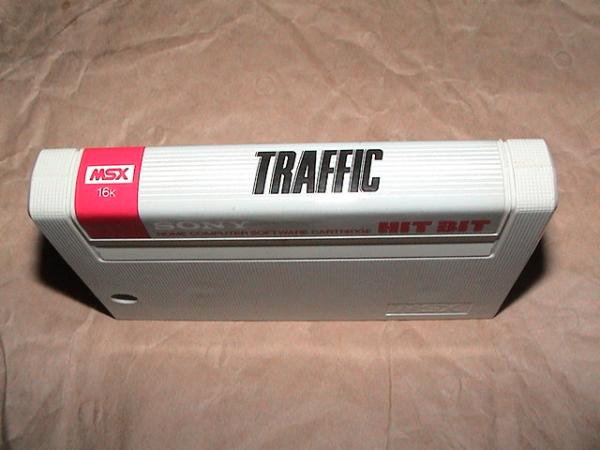 MSX
16K
TRAFFIC
SONY
HOME COMPUTER SOFTWARE CARTRIDGE
HIT BIT
MSX